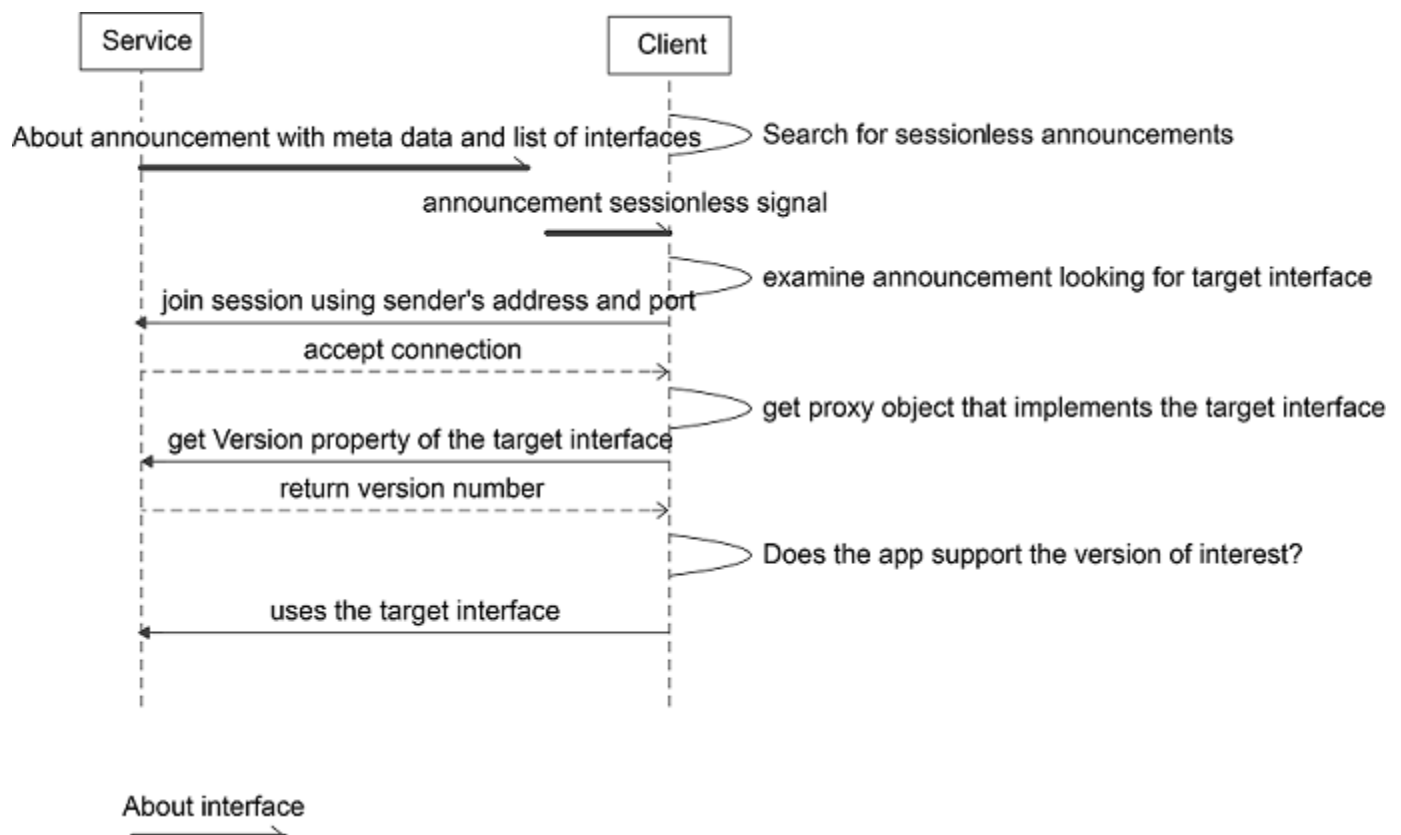 Service
Client
About announcement with meta data and list of interfaces
Search for sessionless announcements
announcement sessionless signal
examine announcement looking for target interface
join session using sender's address and port
accept connection
get proxy object that implements the target interface
get Version property of the target interface
return version number
Does the app support the version of interest?
uses the target interface
About interface